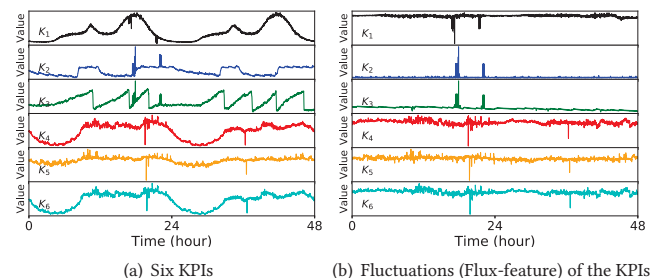 Value
K1
Value
K2
Value
K3
Value
K4
Value
K5
Value
K6
0
24
48
Time (hour)
(a) Six KPIs
Value
K1
Value
K2
Value
K3
Value
K4
Value
K5
Value
K6
0
24
48
Time (hour)
(b) Fluctuations (Flux-feature) of the KPIs